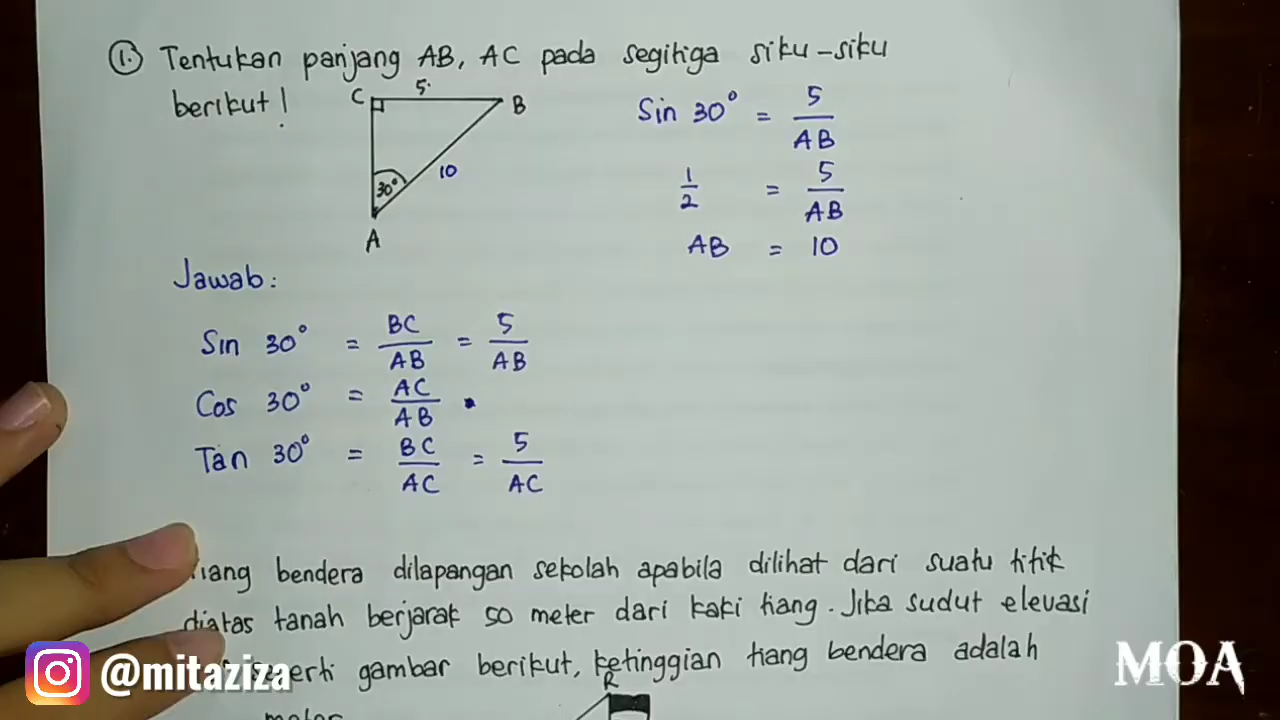 1. Tentukan panjang AB, AC pada segitiga siku-siku
berikut!
C 5 B
10
30°
A
Sin 30° = 5/AB
1/2 = 5/AB
AB = 10
Jawab:
Sin 30° = BC/AB = 5/AB
Cos 30° = AC/AB
Tan 30° = BC/AC = 5/AC
bendera dilapangan sekolah apabila dilihat dari suatu titik
diatas tanah berjarak 50 meter dari kaki tiang. Jika sudut elevasi
gambar berikut, ketinggian tiang bendera adalah
R
@mitaziza
MOA